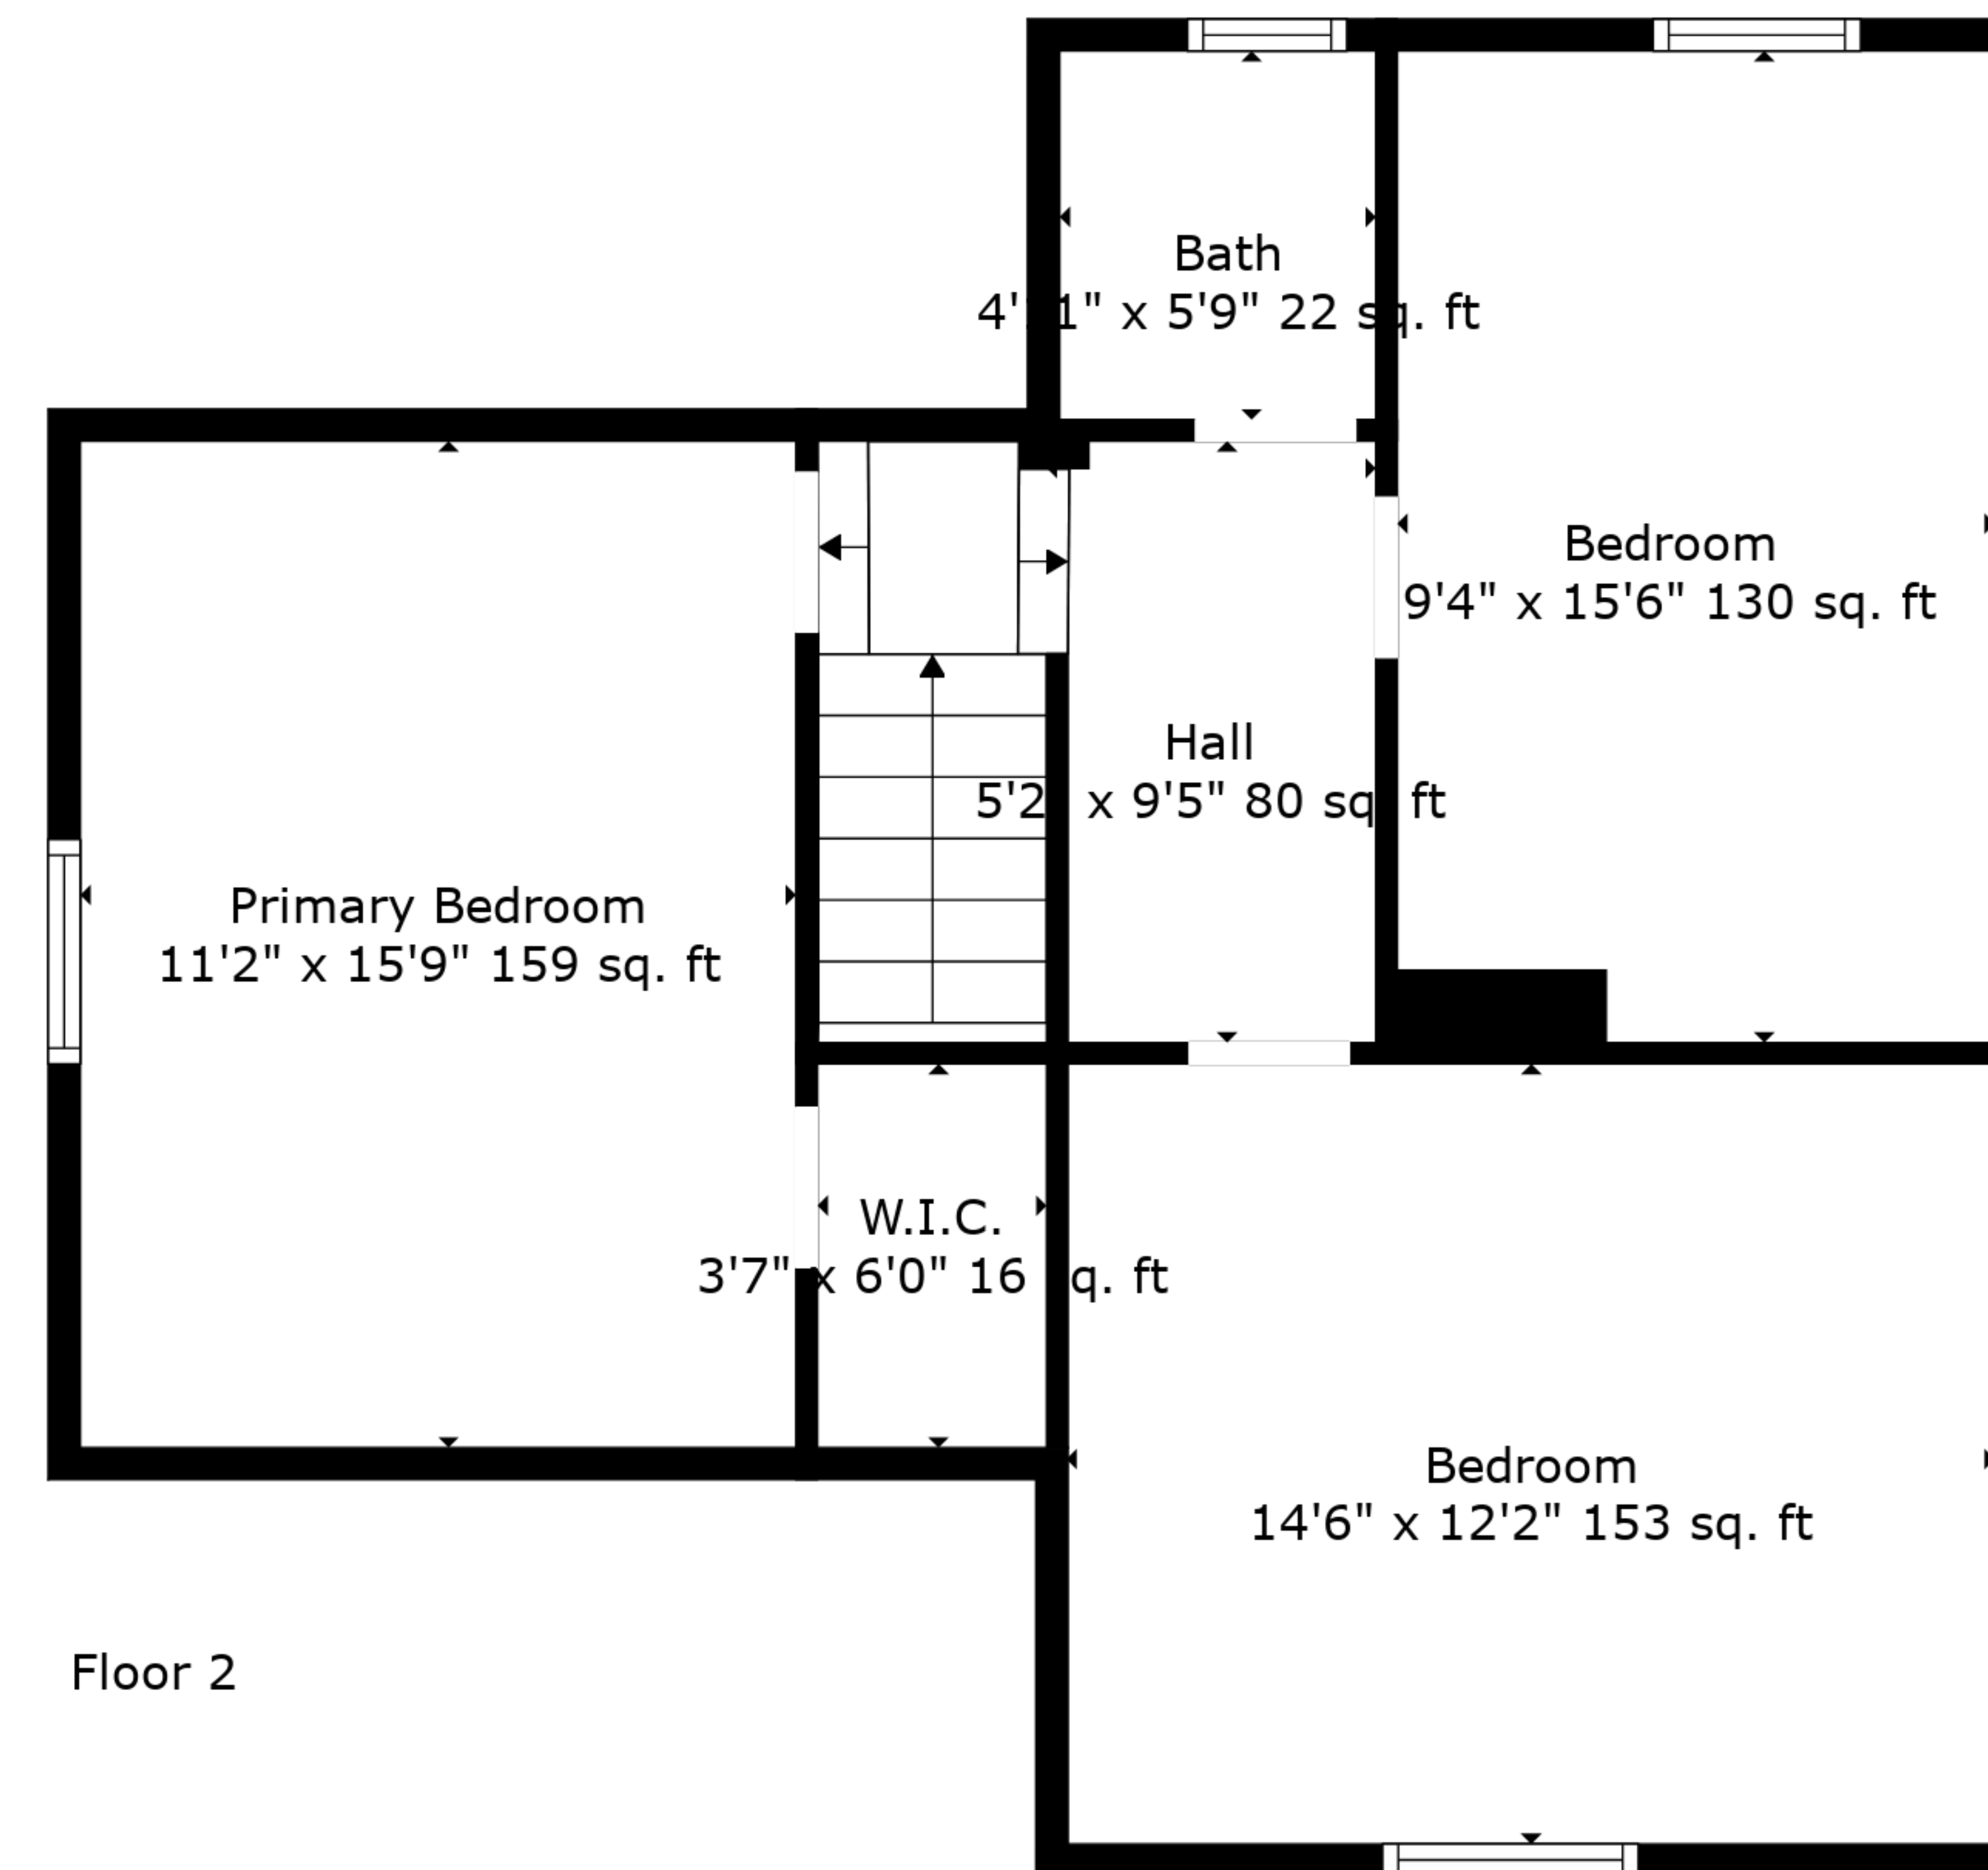 Bath
4'11" x 5'9" 22 sq. ft
Bedroom
9'4" x 15'6" 130 sq. ft
Hall
5'2" x 9'5" 80 sq. ft
Primary Bedroom
11'2" x 15'9" 159 sq. ft
W.I.C.
3'7" x 6'0" 16 sq. ft
Bedroom
14'6" x 12'2" 153 sq. ft
Floor 2